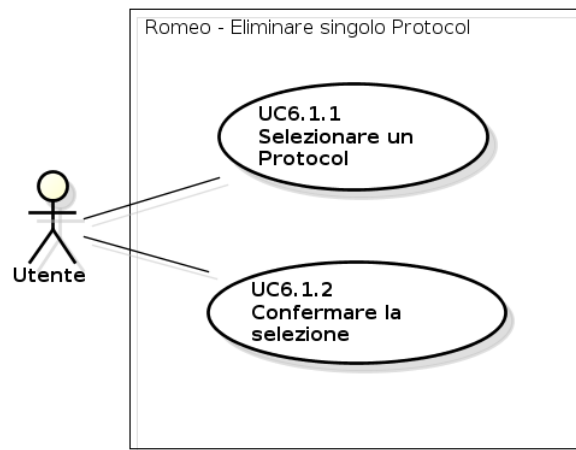 Romeo - Eliminare singolo Protocol
UC6.1.1
Selezionare un
Protocol
Utente
UC6.1.2
Confermare la
selezione